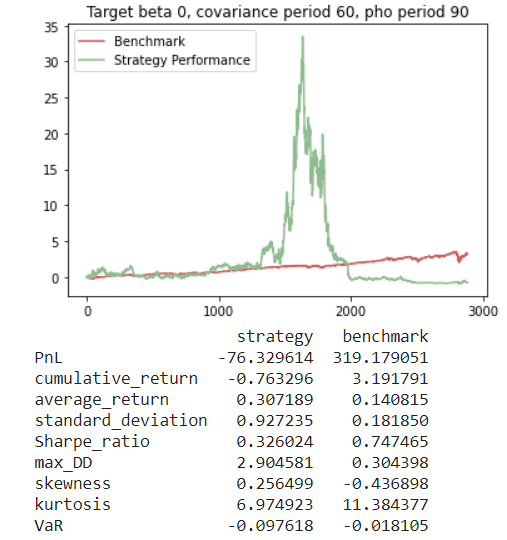 Target beta 0, covariance period 60, pho period 90
35
Benchmark
Strategy Performance
30
25
20
15
10
5
0
0 1000 2000 3000
strategy benchmark
PnL -76.329614 319.179051
cumulative_return -0.763296 3.191791
average_return 0.307189 0.140815
standard_deviation 0.927235 0.181850
Sharpe_ratio 0.326024 0.747465
max_DD 2.904581 0.304398
skewness 0.256499 -0.436898
kurtosis 6.974923 11.384377
VaR -0.097618 -0.018105